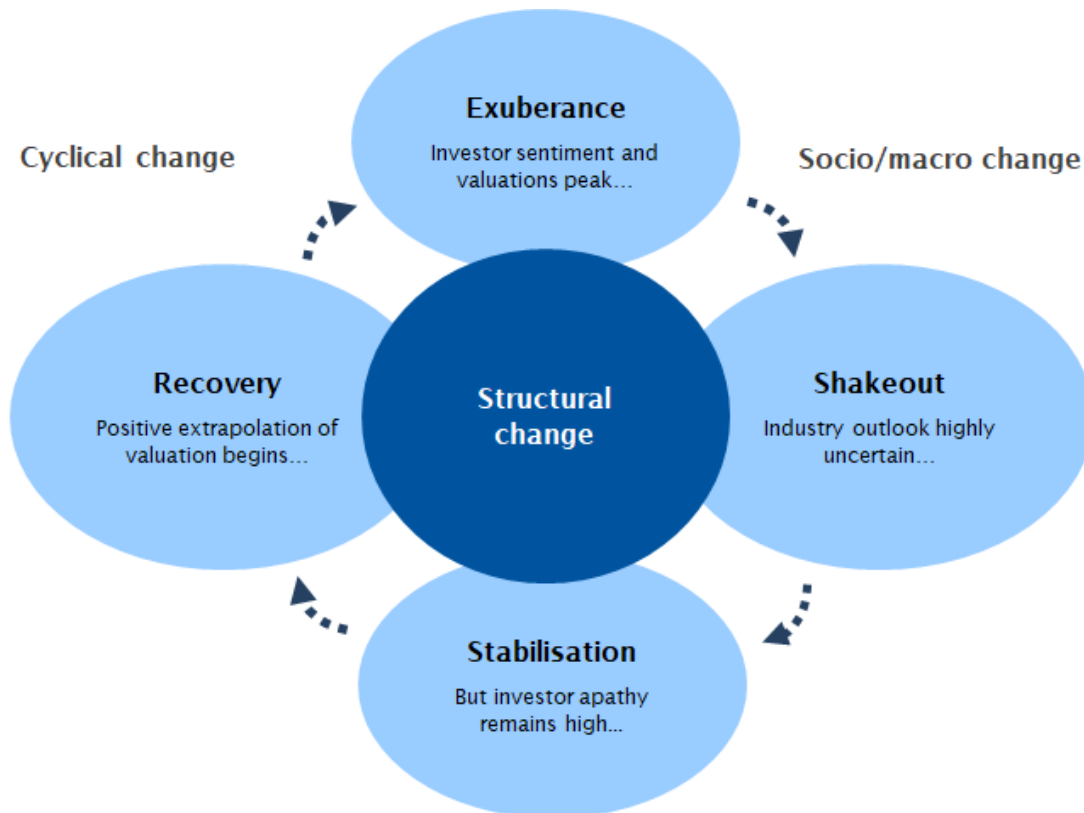 Exuberance
Investor sentiment and
valuations peak…
Cyclical change
Socio/macro change
Recovery
Positive extrapolation of
valuation begins…
Structural
change
Shakeout
Industry outlook highly
uncertain…
Stabilisation
But investor apathy
remains high...